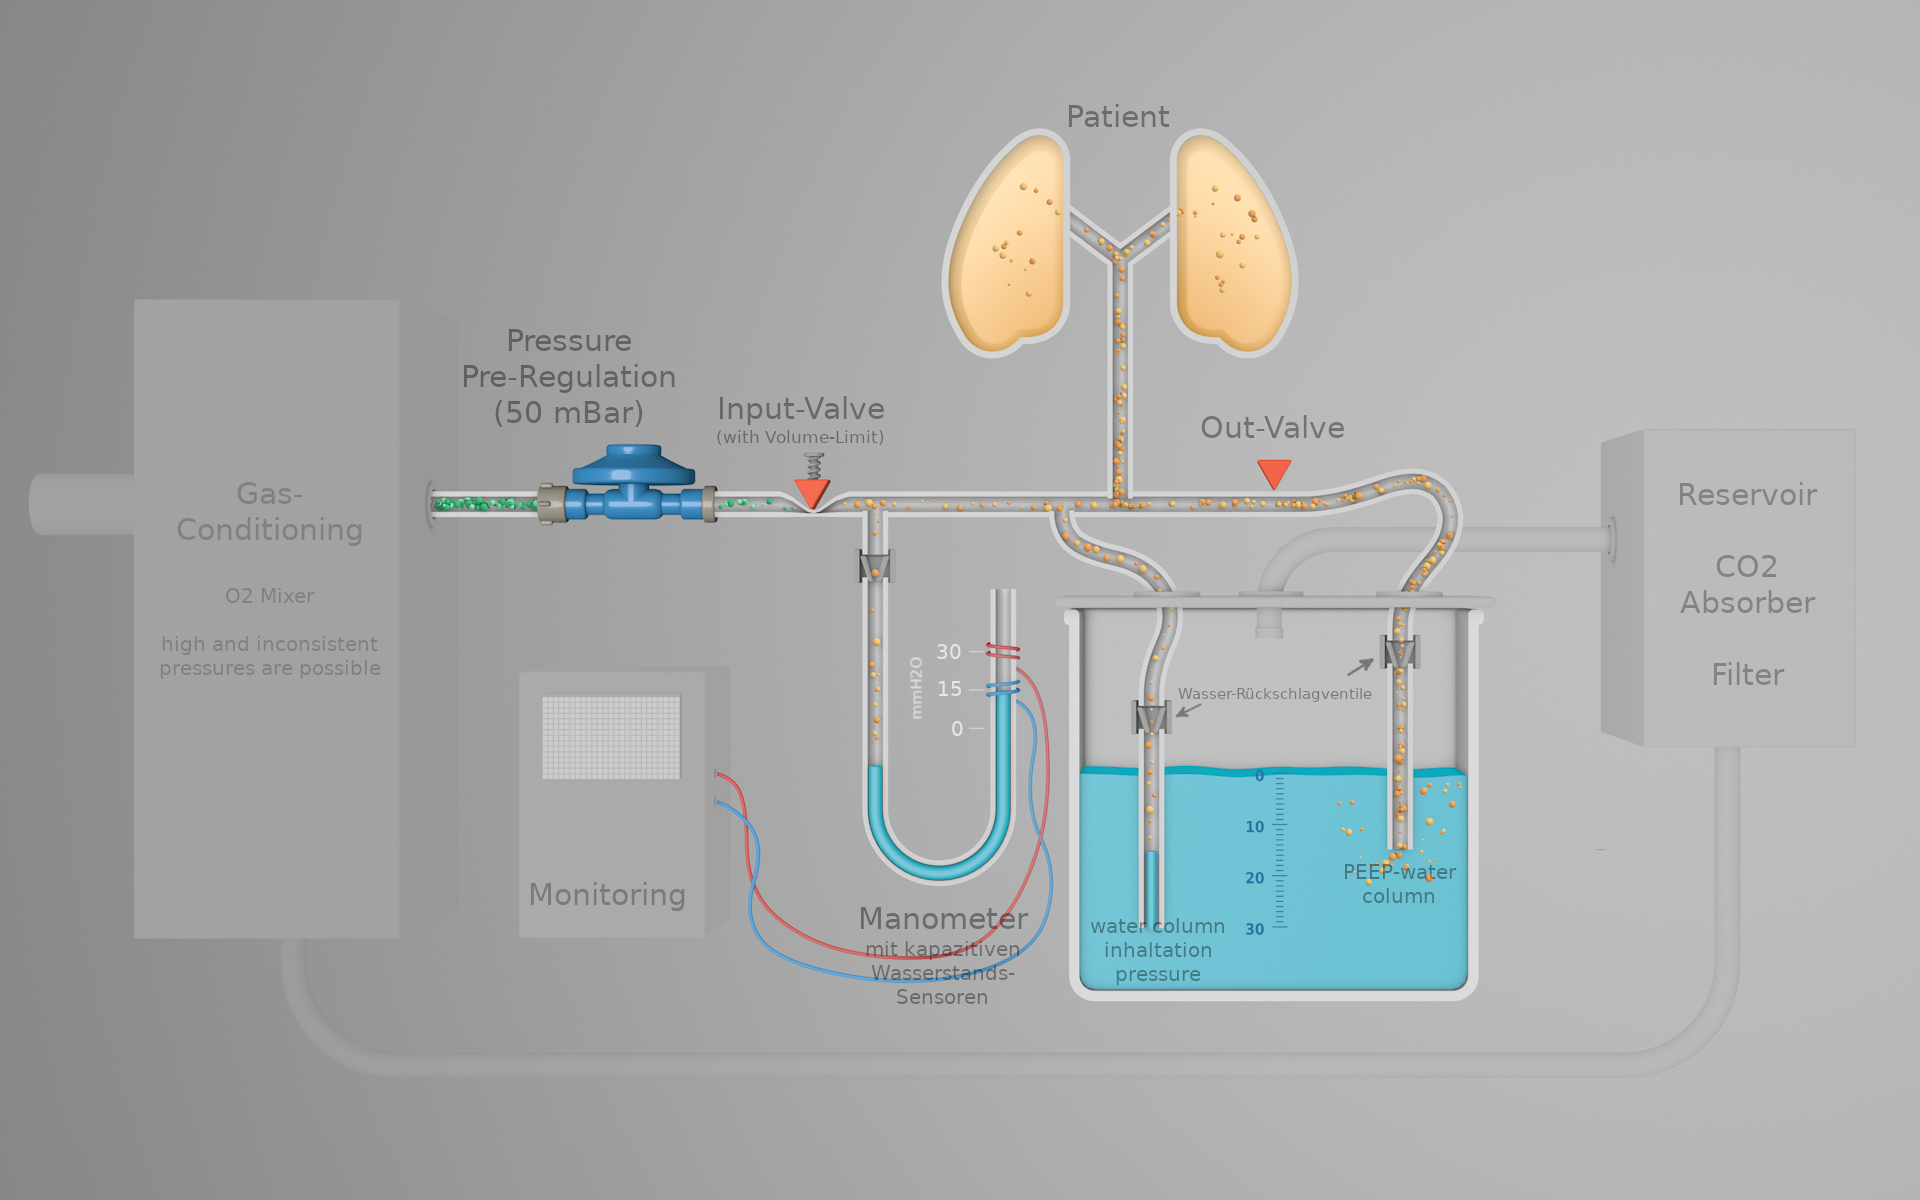 Patient
Pressure
Pre-Regulation
(50 mBar)
Input-Valve
(with Volume-Limit)
Out-Valve
Gas-
Conditioning
O2 Mixer
high and inconsistent
pressures are possible
Reservoir
CO2
Absorber
Filter
30
15
0
mmH2O
Wasser-Rückschlagventile
0
10
20
30
PEEP-water
column
water column
inhaltation
pressure
Monitoring
Manometer
mit kapazitiven
Wasserstands-
Sensoren